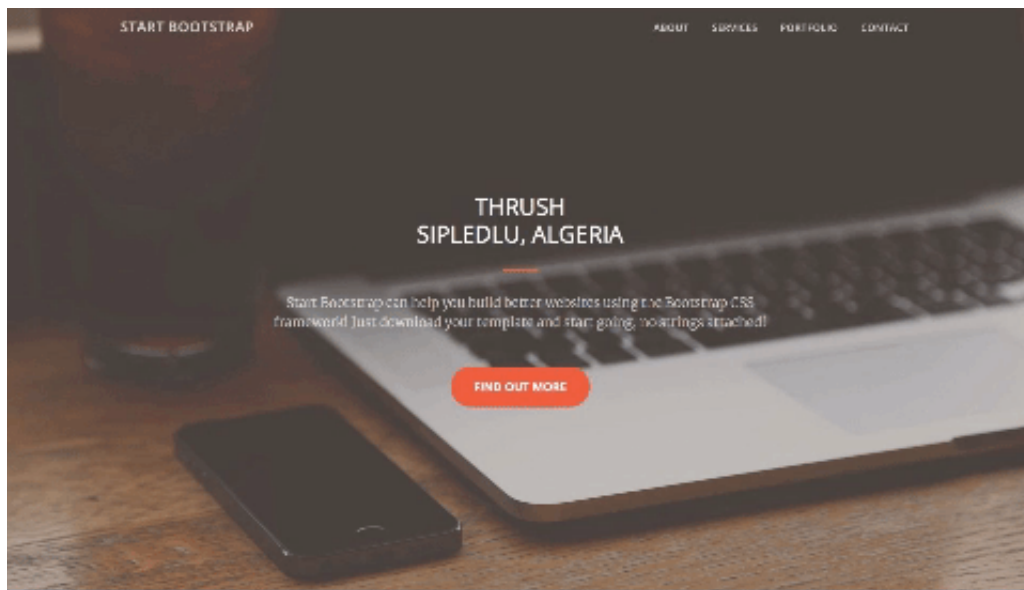 START BOOTSTRAP
ABOUT SERVICES PORTFOLIO CONTACT
THRUSH
SIPLEDLU, ALGERIA
Start Bootstrap can help you build better websites using the Bootstrap CSS
framework! Just download your template and start going, no strings attached!
FIND OUT MORE